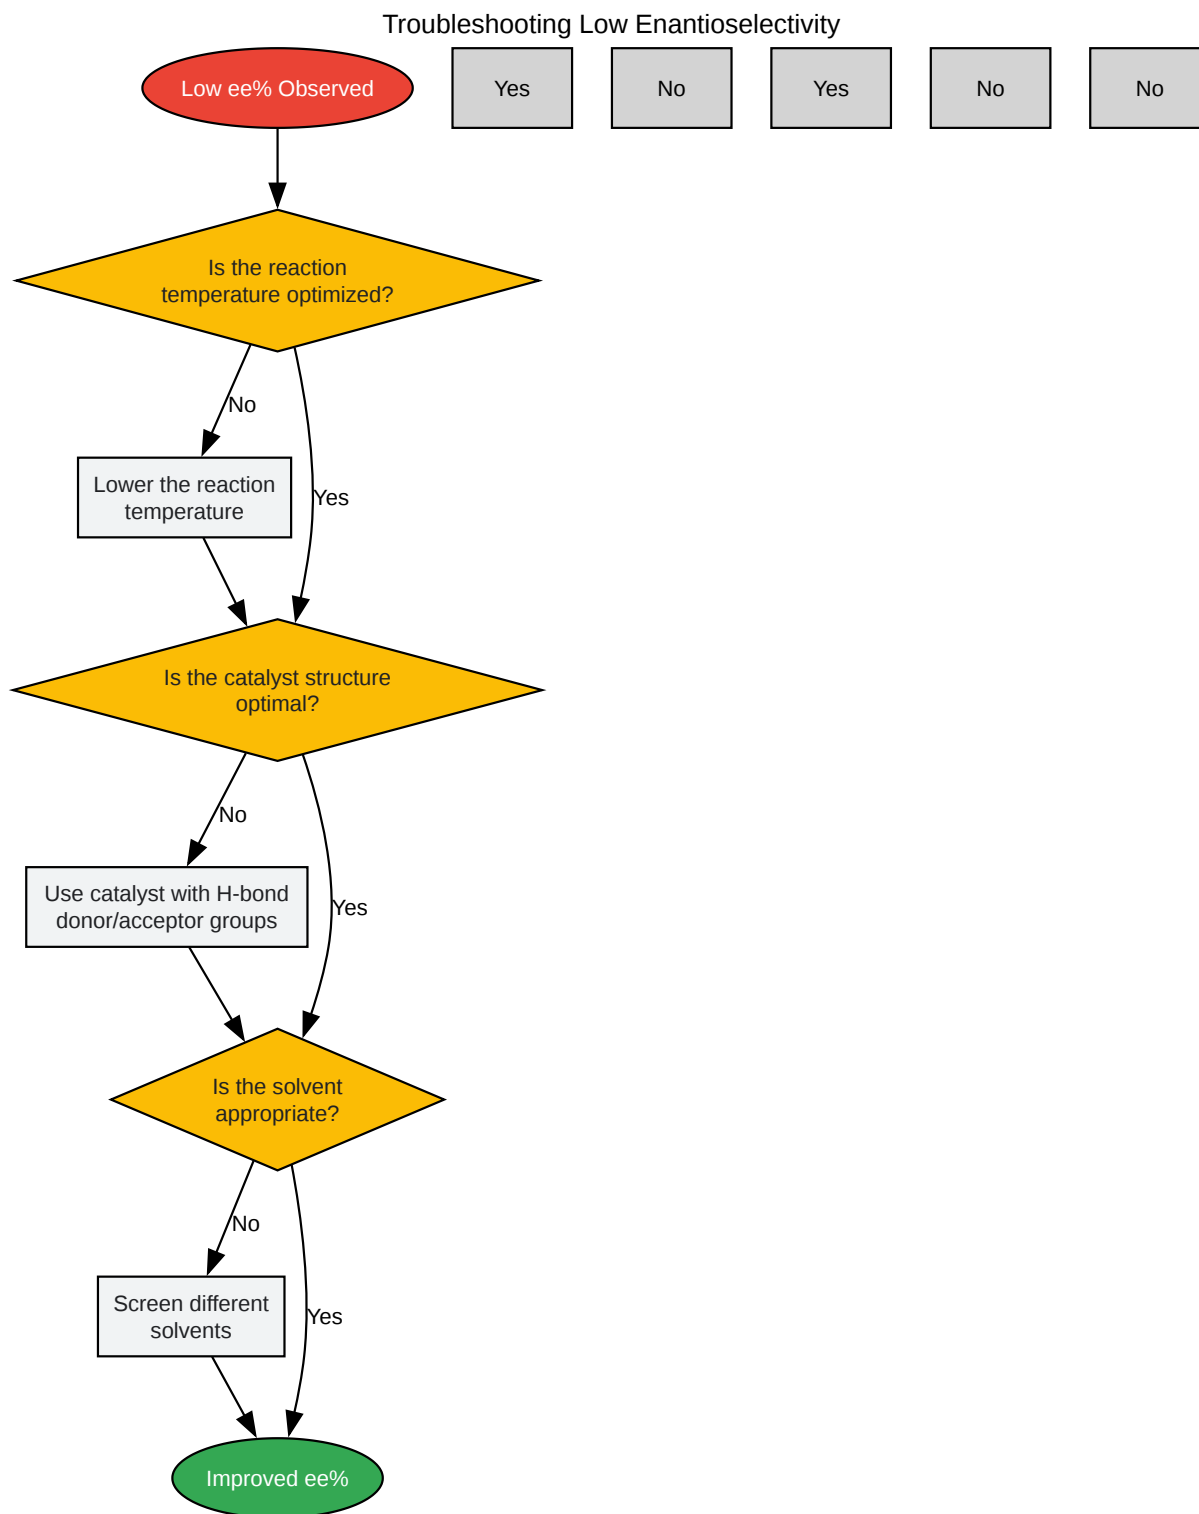 Troubleshooting Low Enantioselectivity
Low ee% Observed
Yes
No
Yes
No
No
Is the reaction
temperature optimized?
No
Lower the reaction
temperature
Yes
Is the catalyst structure
optimal?
No
Use catalyst with H-bond
donor/acceptor groups
Yes
Is the solvent
appropriate?
No
Screen different
solvents
Yes
Improved ee%